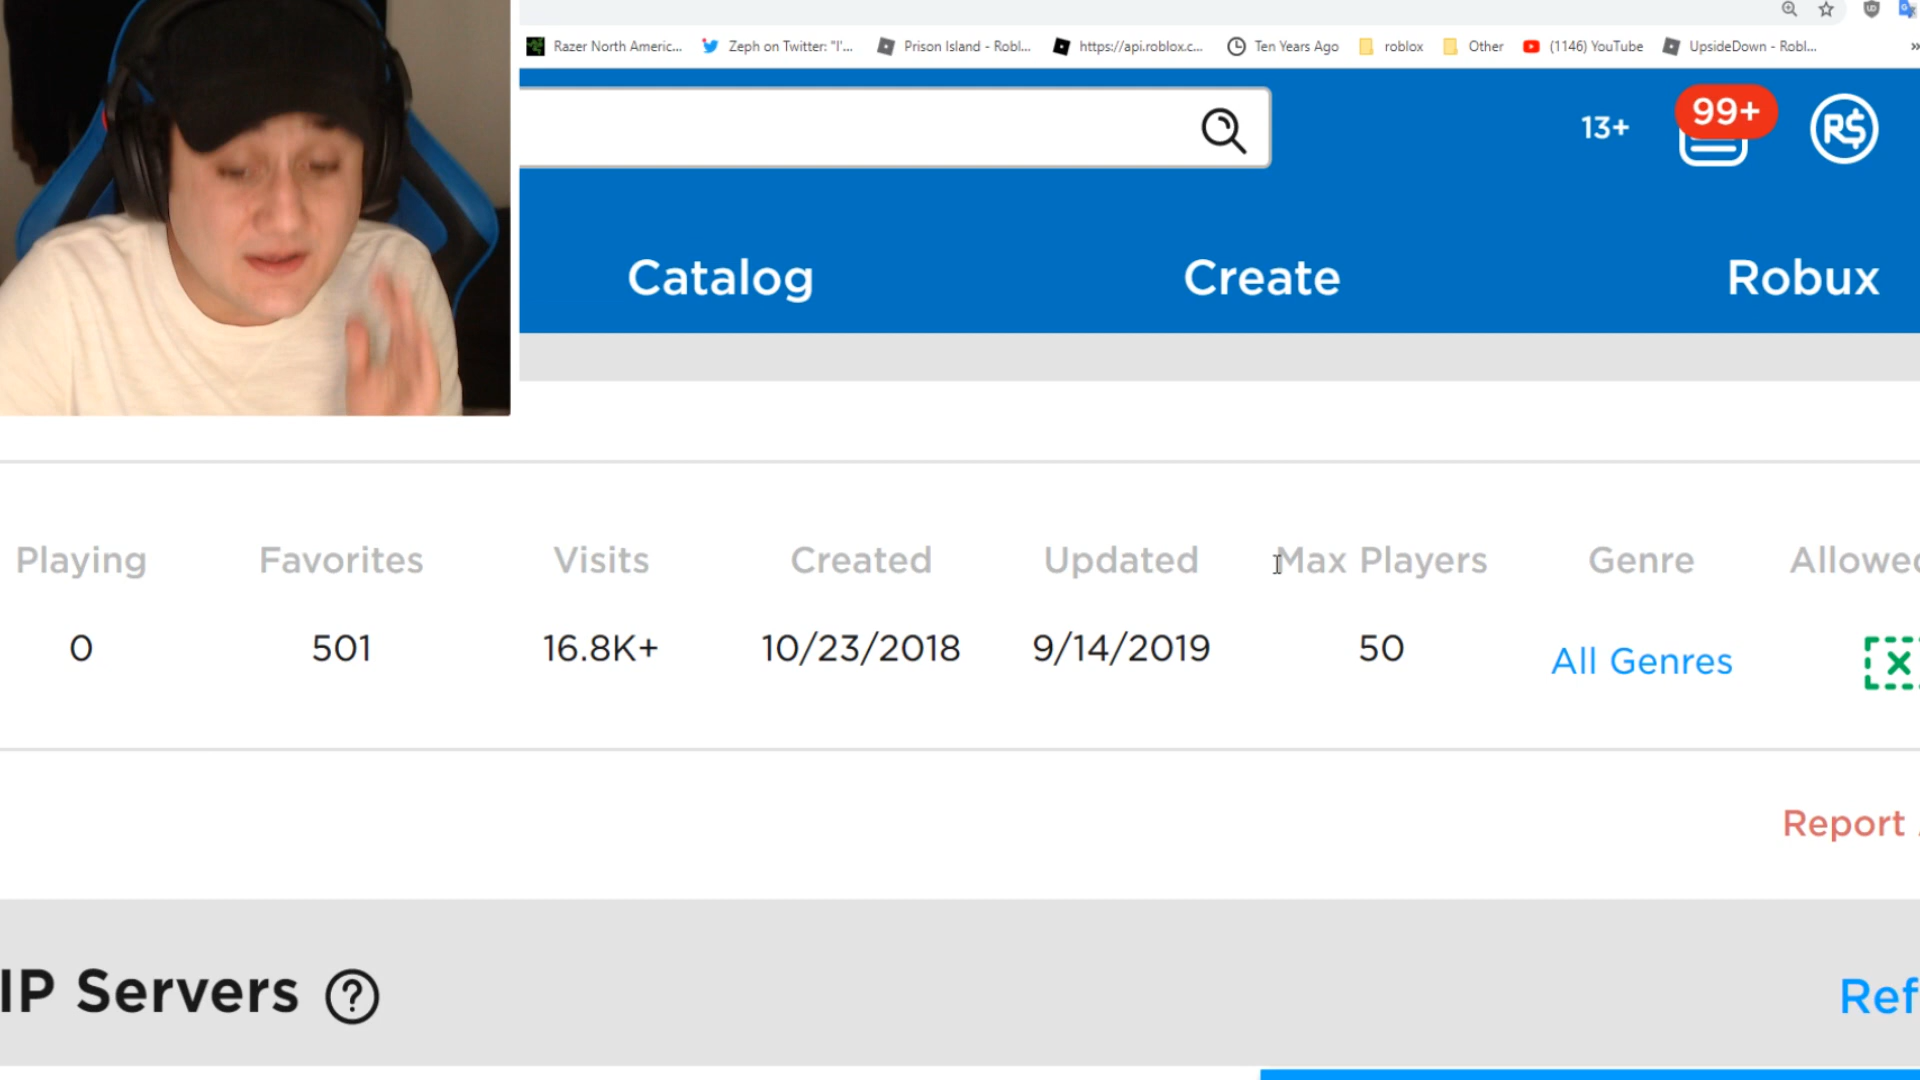 Razer North Americ... Zeph on Twitter: "I'... Prison Island - Robl... https://api.roblox.c... Ten Years Ago roblox Other (1146) YouTube UpsideDown - Robl... »
13+ 99+ R$
Catalog Create Robux
Playing Favorites Visits Created Updated Max Players Genre Allowed
0 501 16.8K+ 10/23/2018 9/14/2019 50 All Genres
Report
IP Servers ? Ref